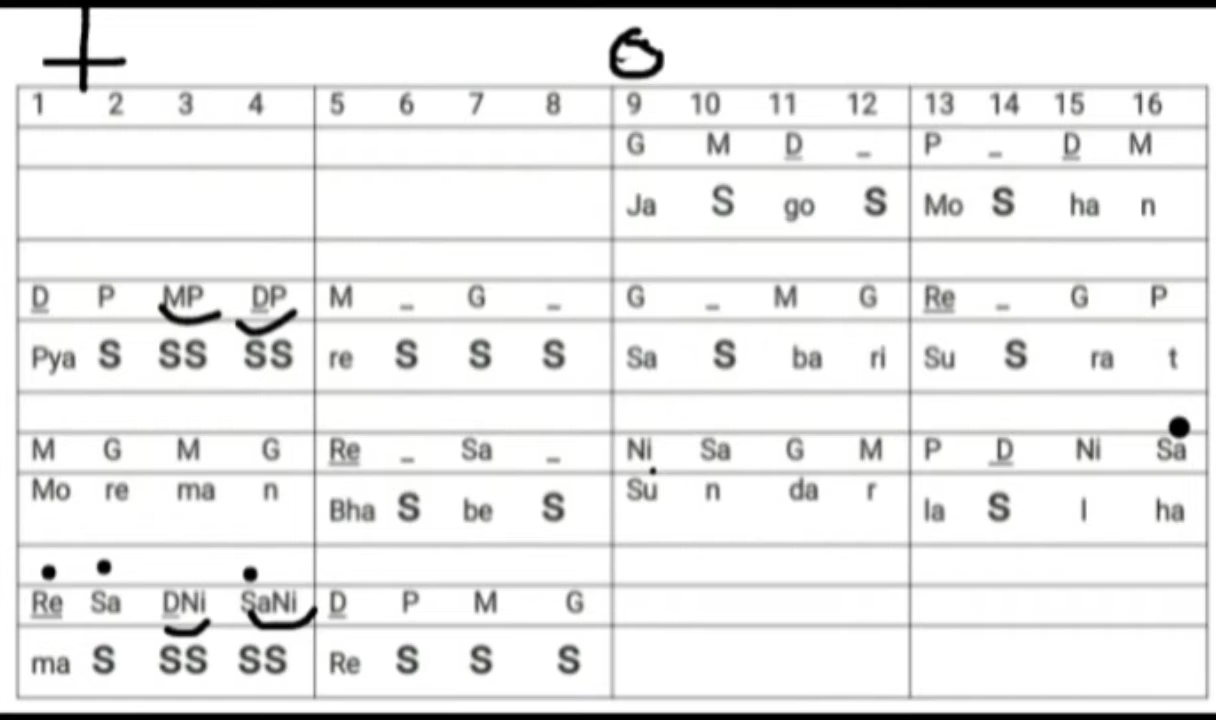 + 0
1 2 3 4 5 6 7 8 9 10 11 12 13 14 15 16
G M D _ P _ D M
Ja S go S Mo S ha n
D P MP DP M _ G _ G _ M G Re _ G P
Pya S SS SS re S S S Sa S ba ri Su S ra t
M G M G Re _ Sa _ Ni Sa G M P D Ni Sa
Mo re ma n Bha S be S Su n da r la S l ha
Re Sa DNi SaNi D P M G
ma S SS SS Re S S S